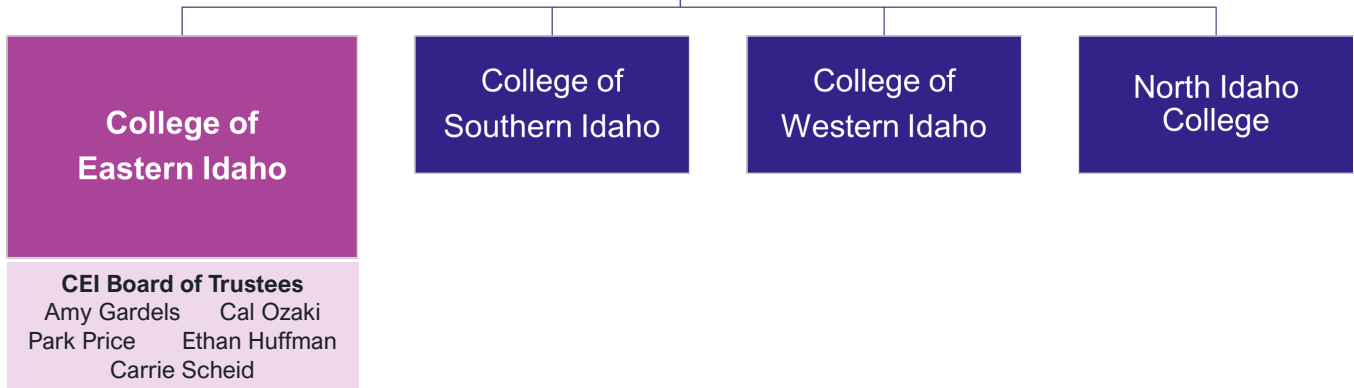 College of
Eastern Idaho
College of
Southern Idaho
College of
Western Idaho
North Idaho
College
CEI Board of Trustees
Amy Gardels Cal Ozaki
Park Price Ethan Huffman
Carrie Scheid